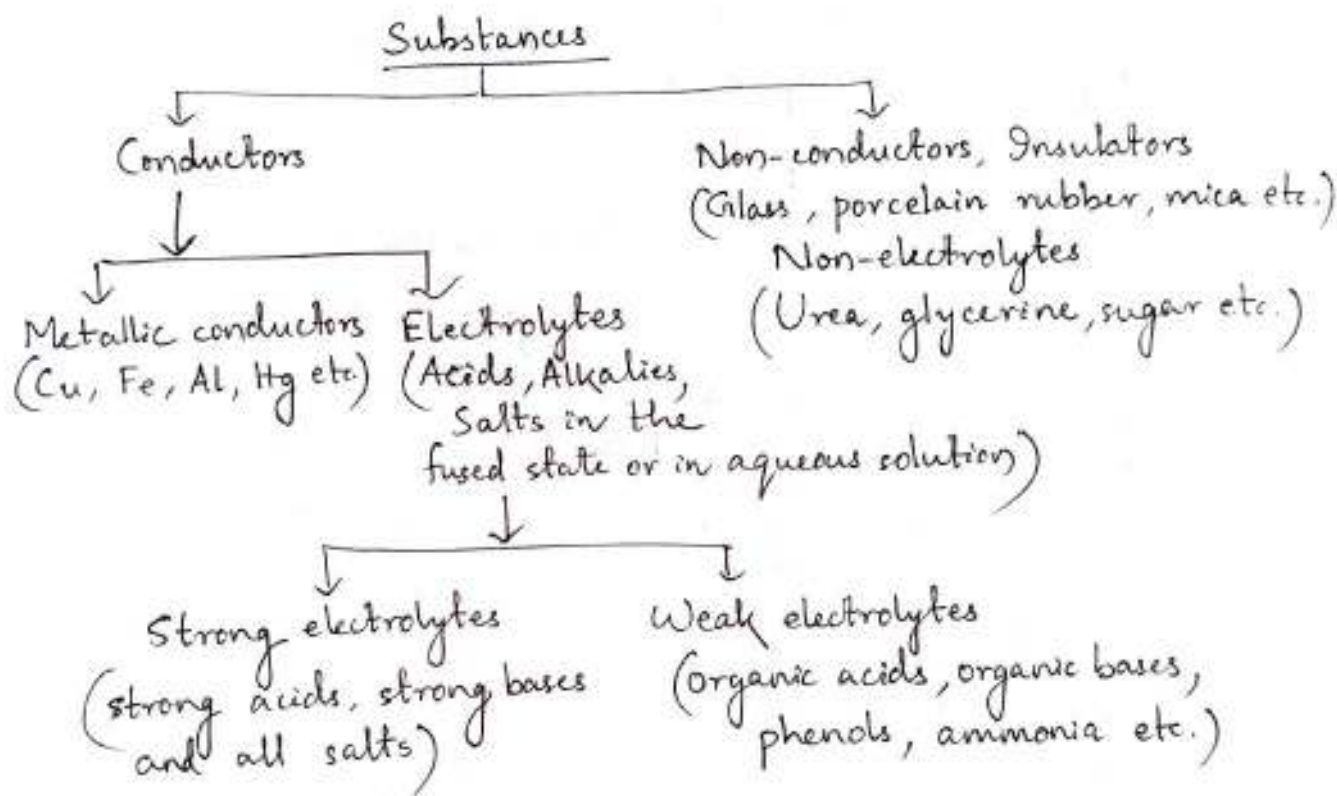 Substances
Conductors
Non-conductors, Insulators
(Glass, porcelain rubber, mica etc.)
Non-electrolytes
(Urea, glycerine, sugar etc.)
Metallic conductors
(Cu, Fe, Al, Hg etc)
Electrolytes
(Acids, Alkalies,
Salts in the
fused state or in aqueous solution)
Strong electrolytes
(strong acids, strong bases
and all salts)
Weak electrolytes
(organic acids, organic bases,
phenols, ammonia etc.)